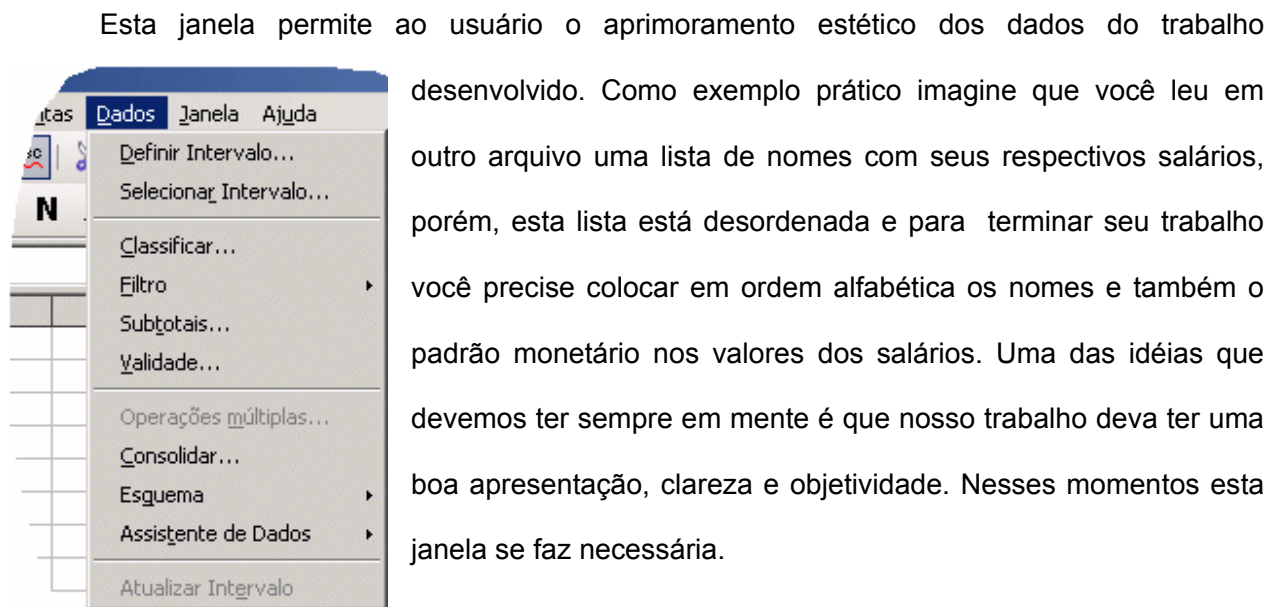 Esta janela permite ao usuário o aprimoramento estético dos dados do trabalho
desenvolvido. Como exemplo prático imagine que você leu em
outro arquivo uma lista de nomes com seus respectivos salários,
porém, esta lista está desordenada e para terminar seu trabalho
você precise colocar em ordem alfabética os nomes e também o
padrão monetário nos valores dos salários. Uma das idéias que
devemos ter sempre em mente é que nosso trabalho deva ter uma
boa apresentação, clareza e objetividade. Nesses momentos esta
janela se faz necessária.
Dados Janela Ajuda
Definir Intervalo...
Selecionar Intervalo...
N
Classificar...
Filtro
Subtotais...
Validade...
Operações múltiplas...
Consolidar...
Esquema
Assistente de Dados
Atualizar Intervalo